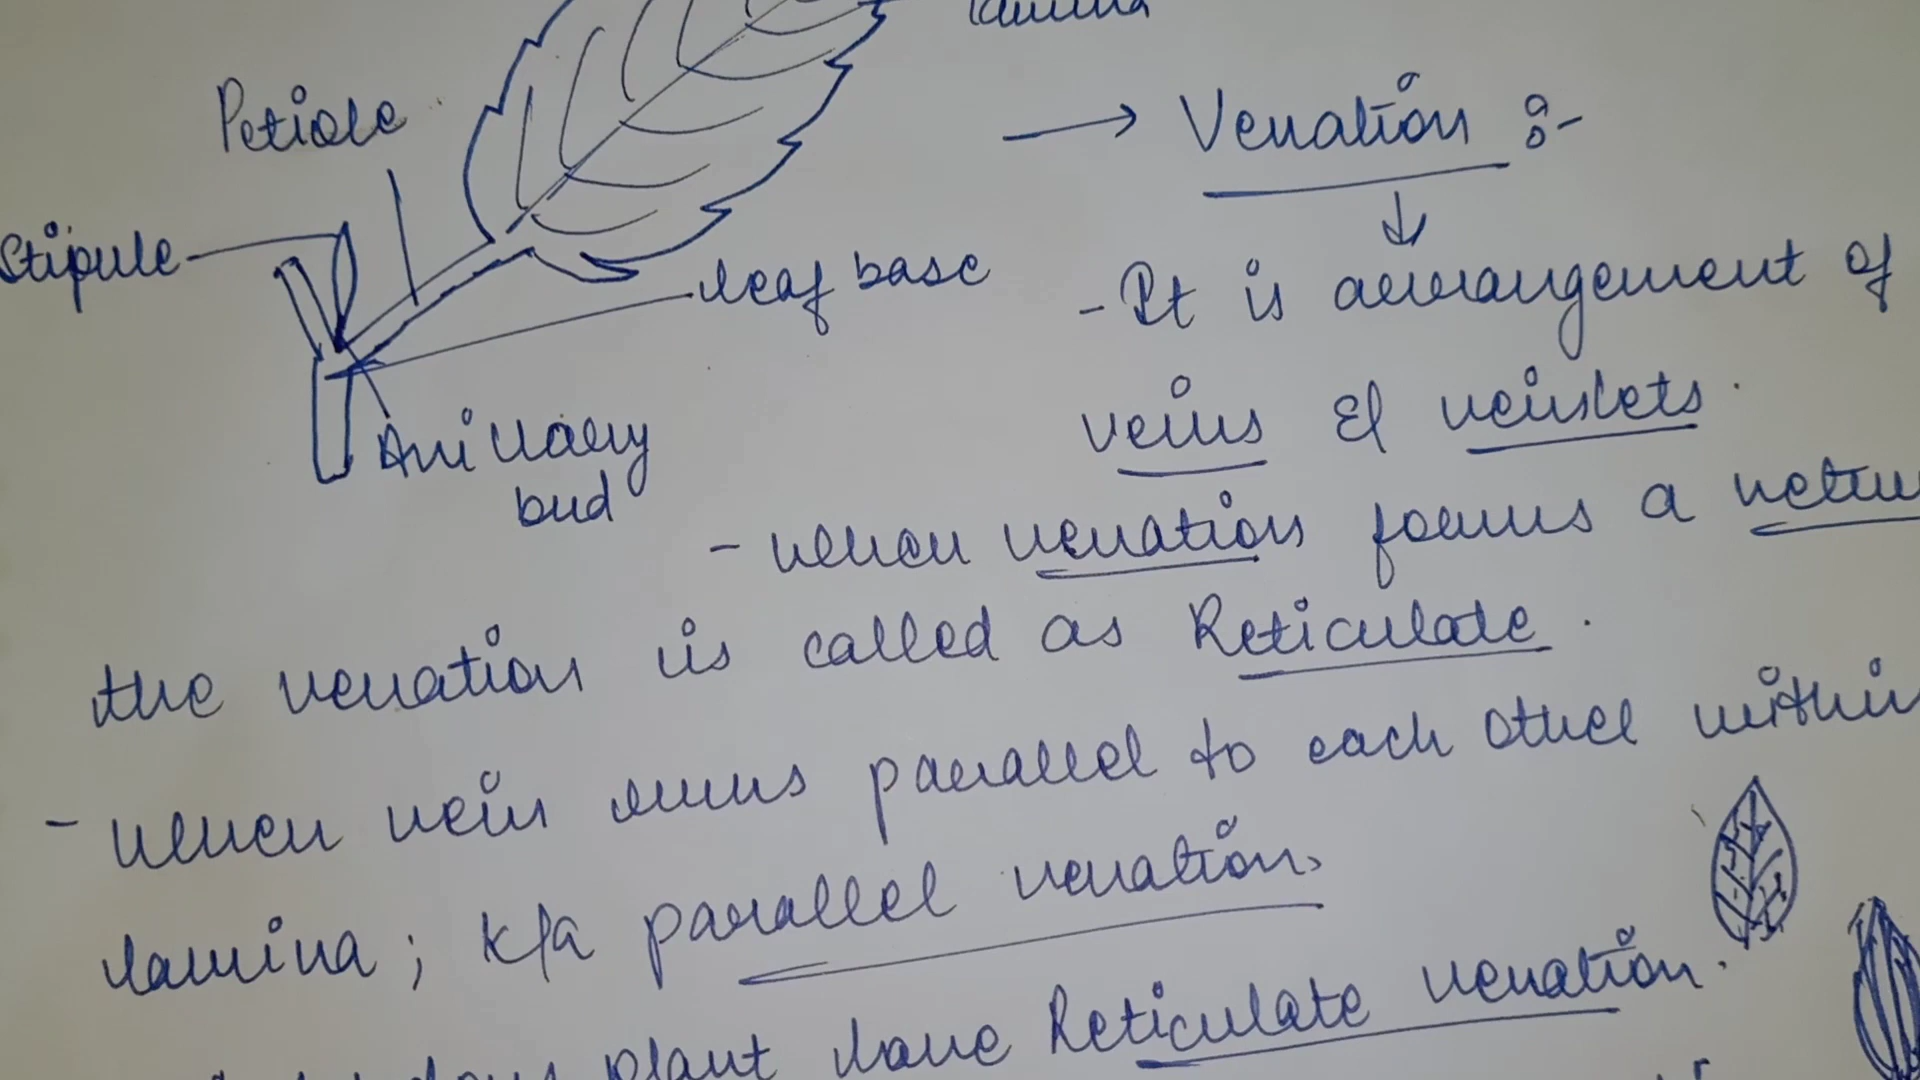 lamina
Petiole
→ Venation :-
Stipule
leaf base
- It is arrangement of
veins & veinlets.
Axillary
bud
- when venation forms a
the venation is called as Reticulate.
- when vein runs parallel to each other within
lamina; k/a parallel venation.
plant have Reticulate venation.